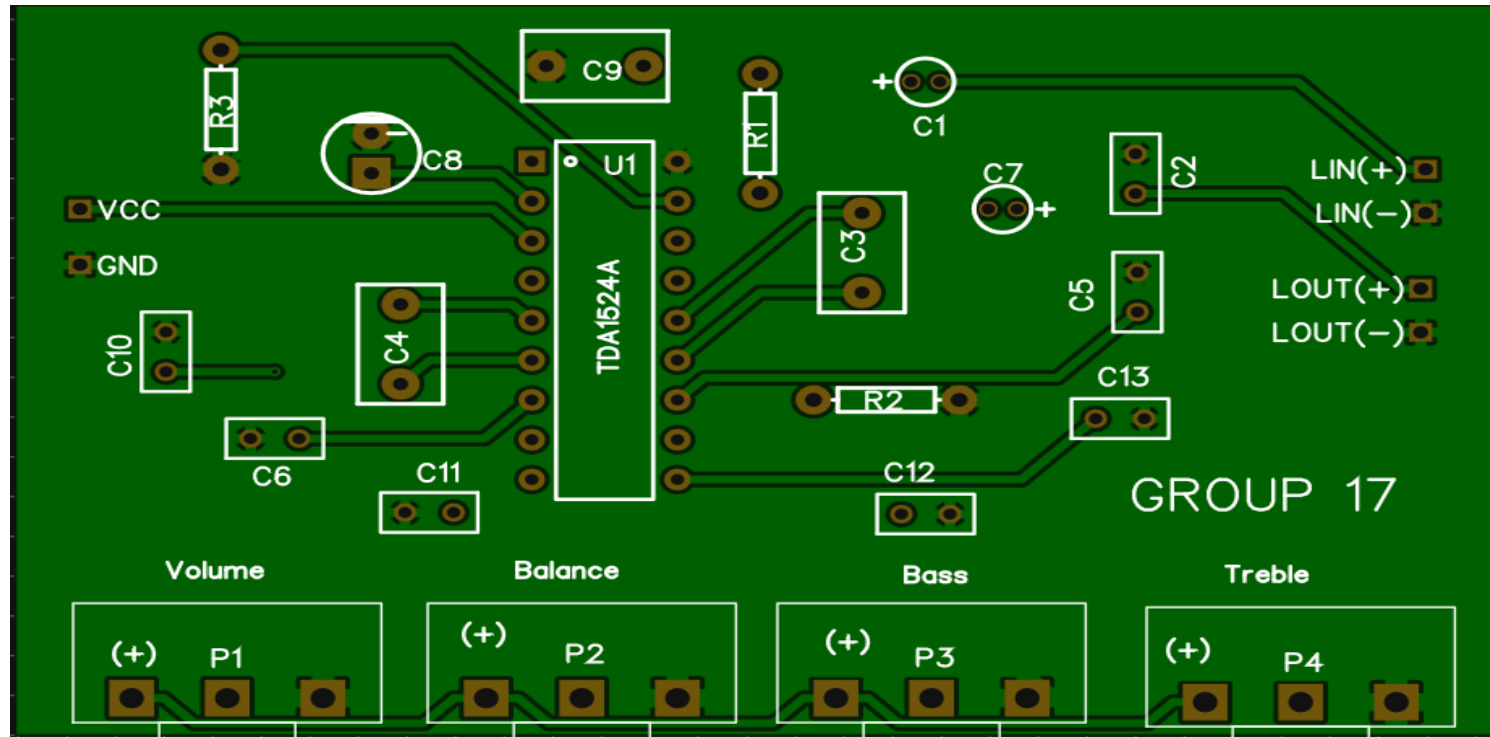 R3
C9
R1
+
C1
-
C8
U1
TDA1524A
C7
+
C2
LIN(+)
LIN(-)
VCC
GND
C3
C5
LOUT(+)
LOUT(-)
C10
C4
R2
C13
C6
C11
C12
GROUP 17
Volume
Balance
Bass
Treble
(+)
P1
(+)
P2
(+)
P3
(+)
P4